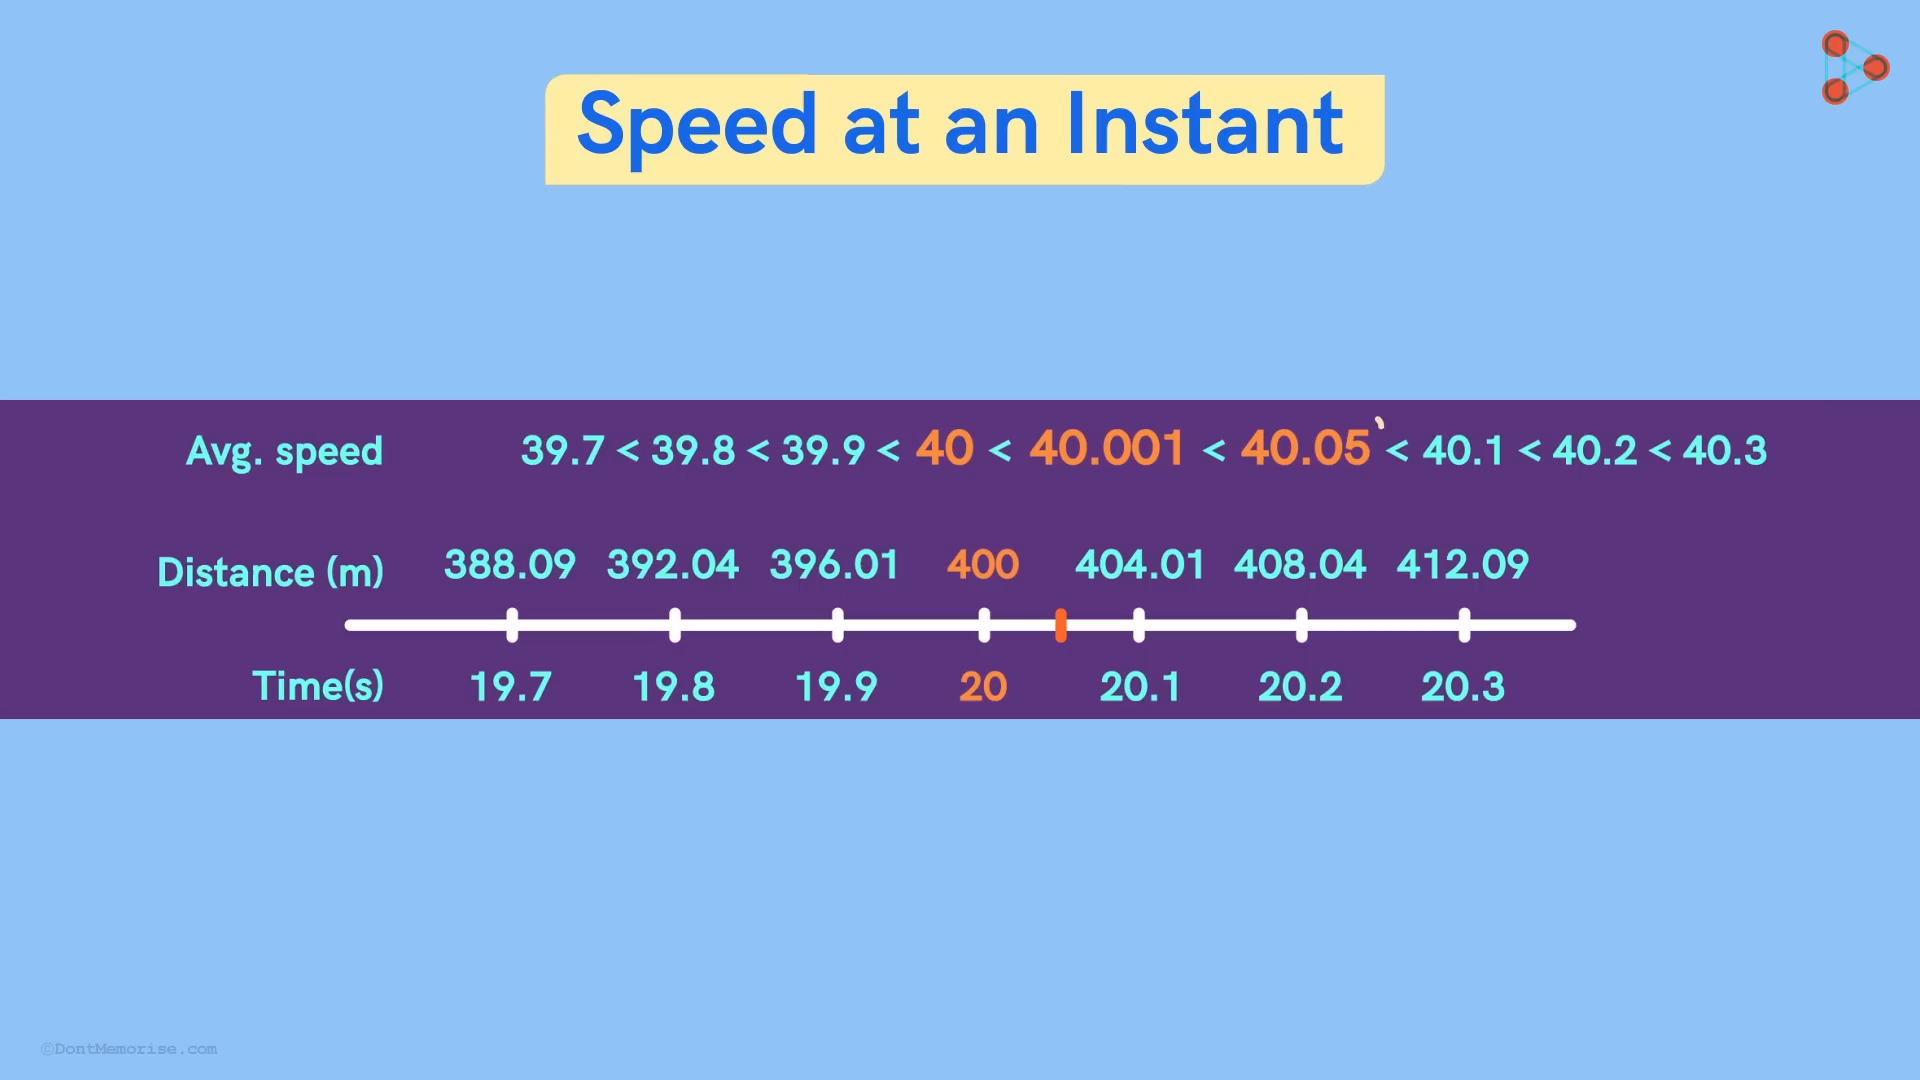 Speed at an Instant
Avg. speed 39.7 < 39.8 < 39.9 < 40 < 40.001 < 40.05 < 40.1 < 40.2 < 40.3
Distance (m) 388.09 392.04 396.01 400 404.01 408.04 412.09
Time(s) 19.7 19.8 19.9 20 20.1 20.2 20.3
©DontMemorise.com